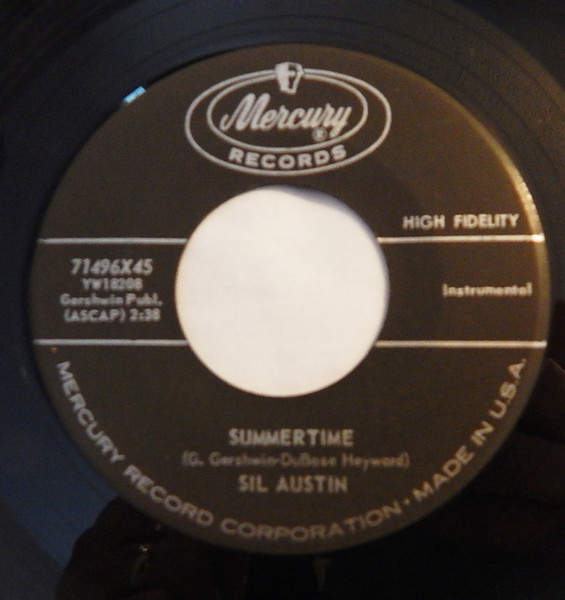 Mercury
®
RECORDS
HIGH FIDELITY
71496X45
YW18208
Gershwin Publ.
(ASCAP) 2:38
Instrumental
SUMMERTIME
(G. Gershwin-DuBose Heyward)
SIL AUSTIN
MERCURY RECORD CORPORATION • MADE IN U.S.A.